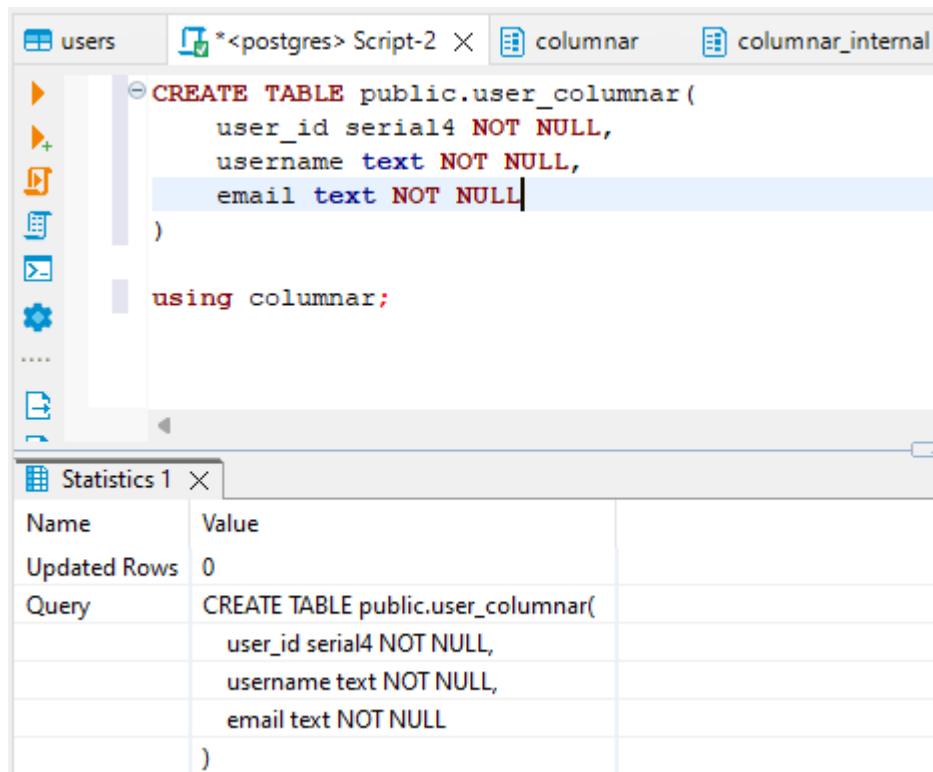 users
*<postgres> Script-2
columnar
columnar_internal
CREATE TABLE public.user_columnar(
user_id serial4 NOT NULL,
username text NOT NULL,
email text NOT NULL
)
using columnar;
Statistics 1
Name Value
Updated Rows 0
Query CREATE TABLE public.user_columnar(
user_id serial4 NOT NULL,
username text NOT NULL,
email text NOT NULL
)